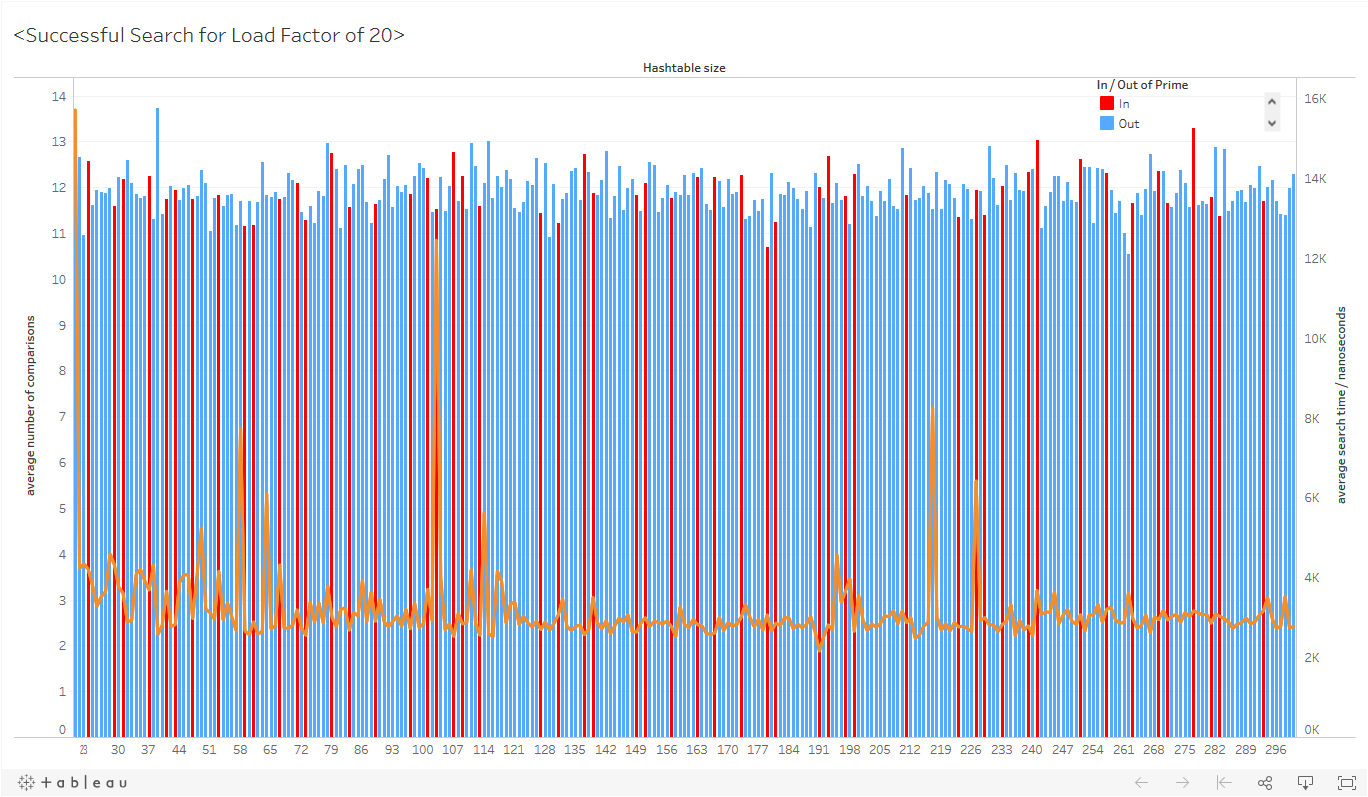 <Successful Search for Load Factor of 20>
Hashtable size
In / Out of Prime
In
Out
average number of comparisons
14
13
12
11
10
9
8
7
6
5
4
3
2
1
0
16K
14K
12K
10K
8K
6K
4K
2K
0K
average search time / nanoseconds
23 30 37 44 51 58 65 72 79 86 93 100 107 114 121 128 135 142 149 156 163 170 177 184 191 198 205 212 219 226 233 240 247 254 261 268 275 282 289 296
+ a b | e a u